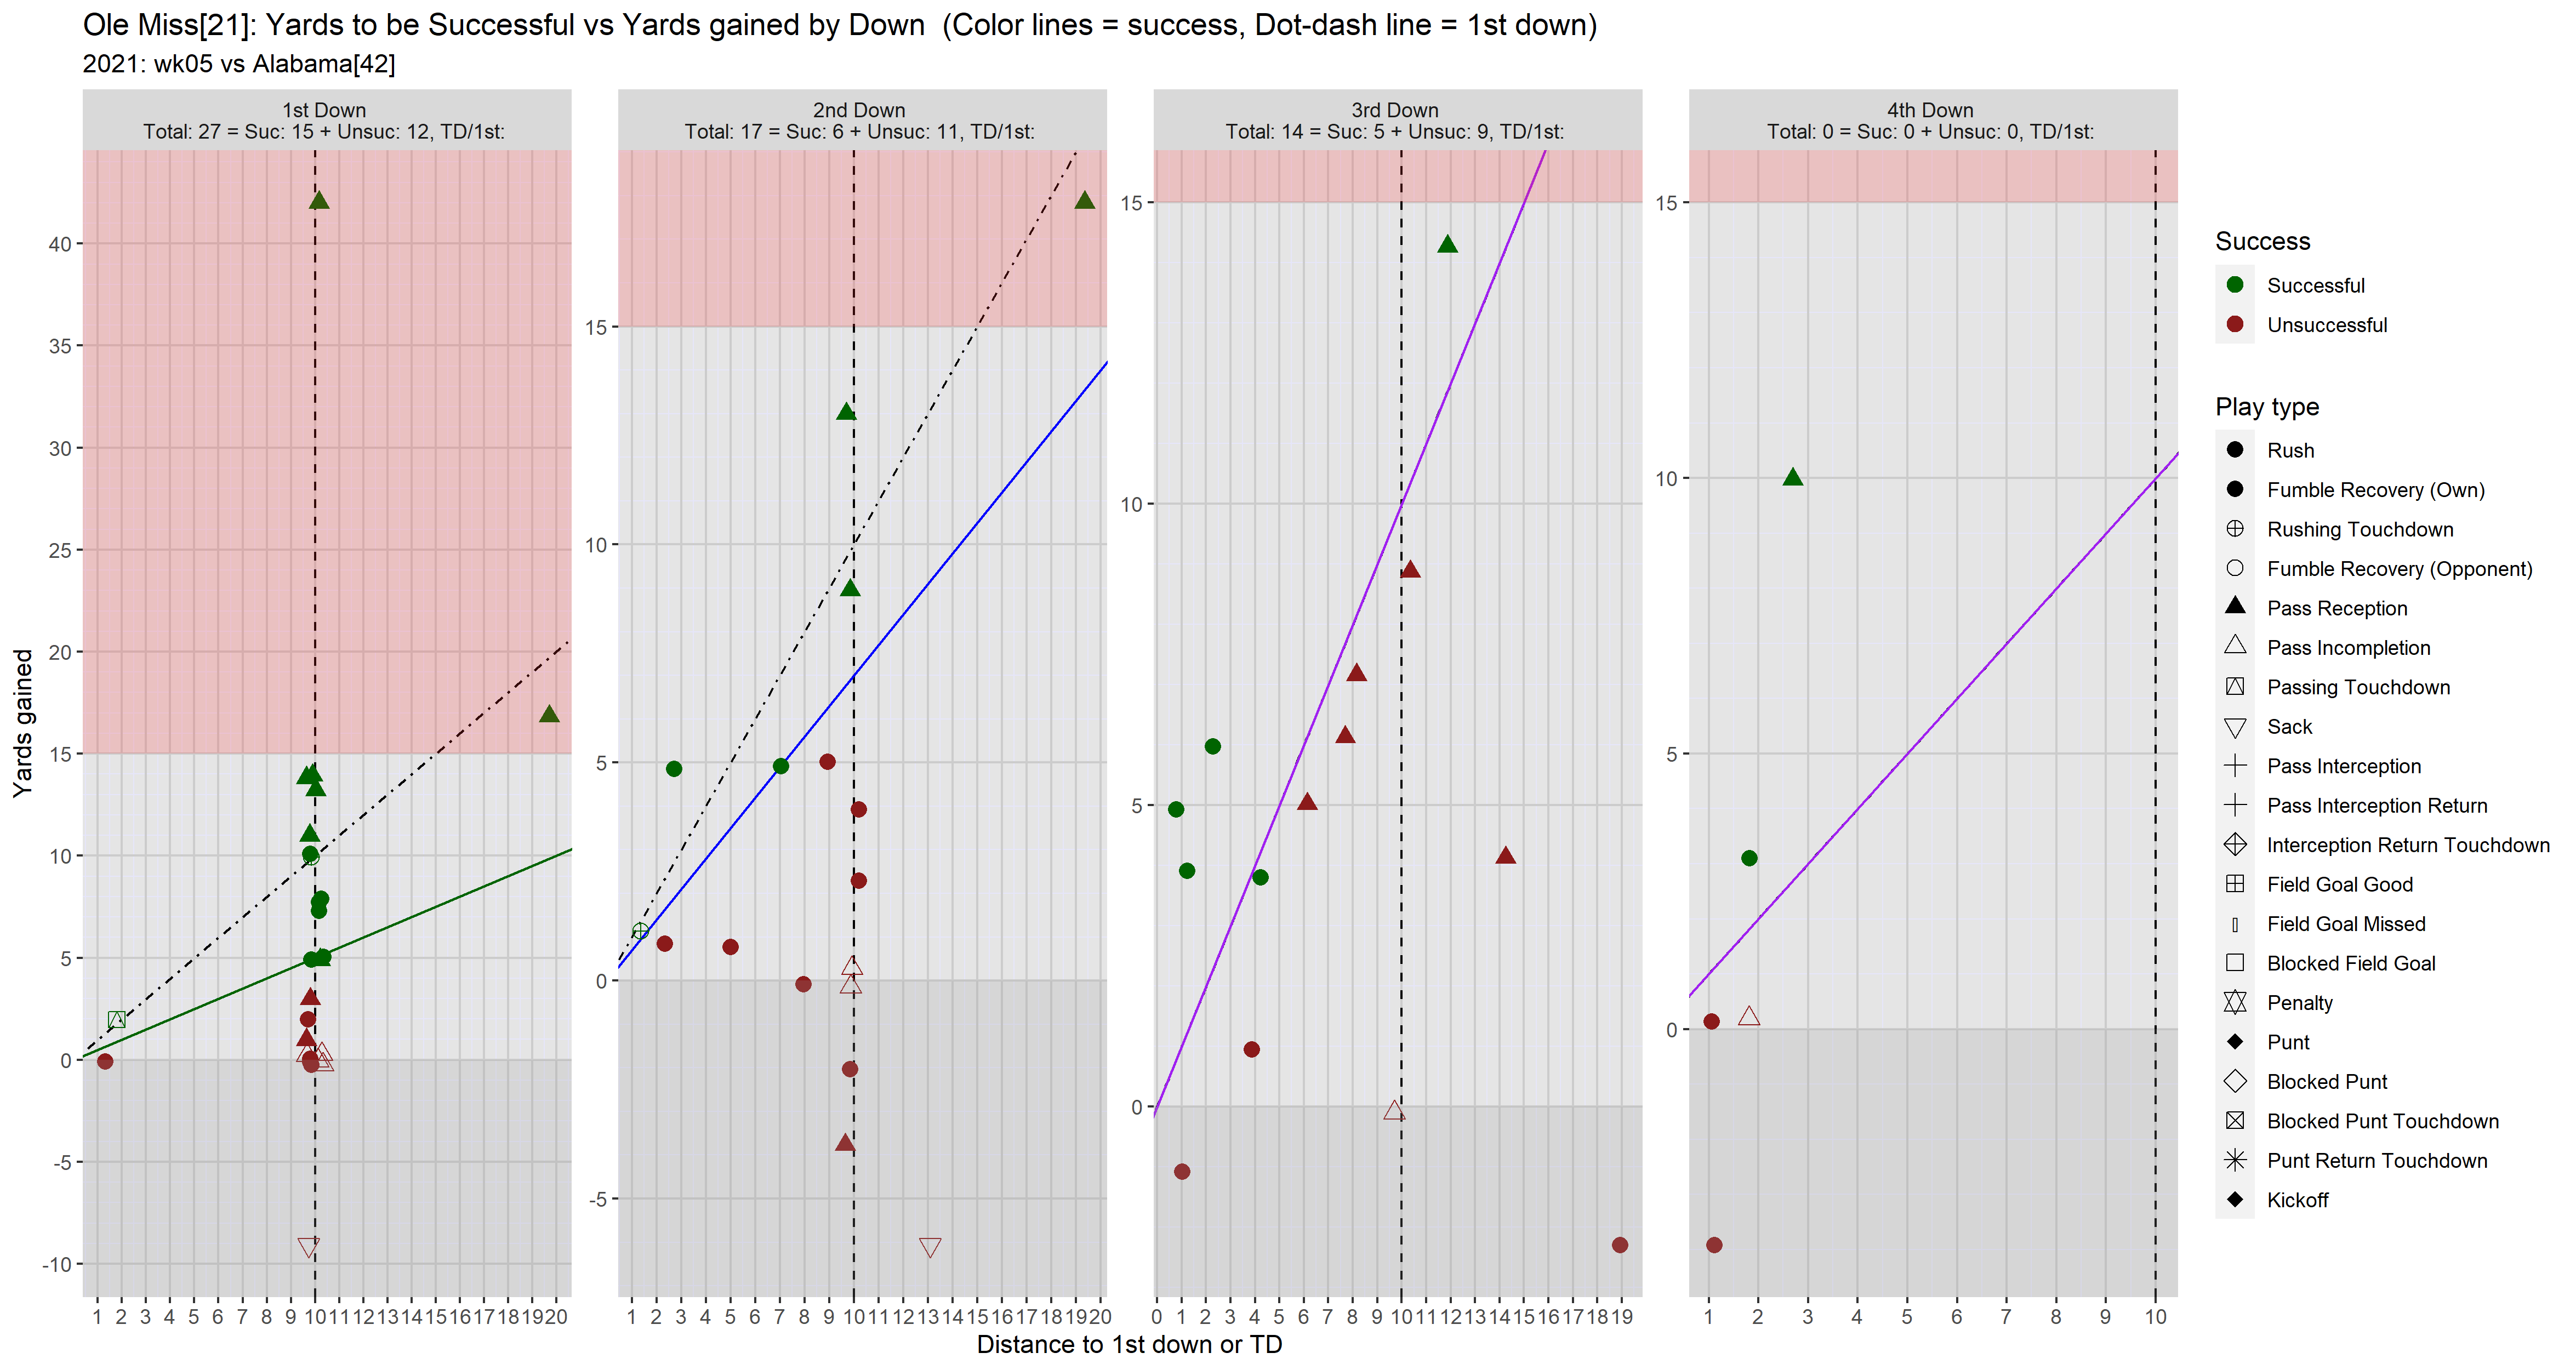 Ole Miss[21]: Yards to be Successful vs Yards gained by Down  (Color lines = success, Dot-dash line = 1st down)
2021: wk05 vs Alabama[42]
1st Down
Total: 27 = Suc: 15 + Unsuc: 12, TD/1st:
2nd Down
Total: 17 = Suc: 6 + Unsuc: 11, TD/1st:
3rd Down
Total: 14 = Suc: 5 + Unsuc: 9, TD/1st:
4th Down
Total: 0 = Suc: 0 + Unsuc: 0, TD/1st:
Yards gained
40
35
30
25
20
15
10
5
0
-5
-10
1 2 3 4 5 6 7 8 9 10 11 12 13 14 15 16 17 18 19 20
15
10
5
0
-5
1 2 3 4 5 6 7 8 9 10 11 12 13 14 15 16 17 18 19 20
15
10
5
0
0 1 2 3 4 5 6 7 8 9 10 11 12 13 14 15 16 17 18 19
15
10
5
0
1 2 3 4 5 6 7 8 9 10
Distance to 1st down or TD
Success
Successful
Unsuccessful
Play type
Rush
Fumble Recovery (Own)
Rushing Touchdown
Fumble Recovery (Opponent)
Pass Reception
Pass Incompletion
Passing Touchdown
Sack
Pass Interception
Pass Interception Return
Interception Return Touchdown
Field Goal Good
Field Goal Missed
Blocked Field Goal
Penalty
Punt
Blocked Punt
Blocked Punt Touchdown
Punt Return Touchdown
Kickoff